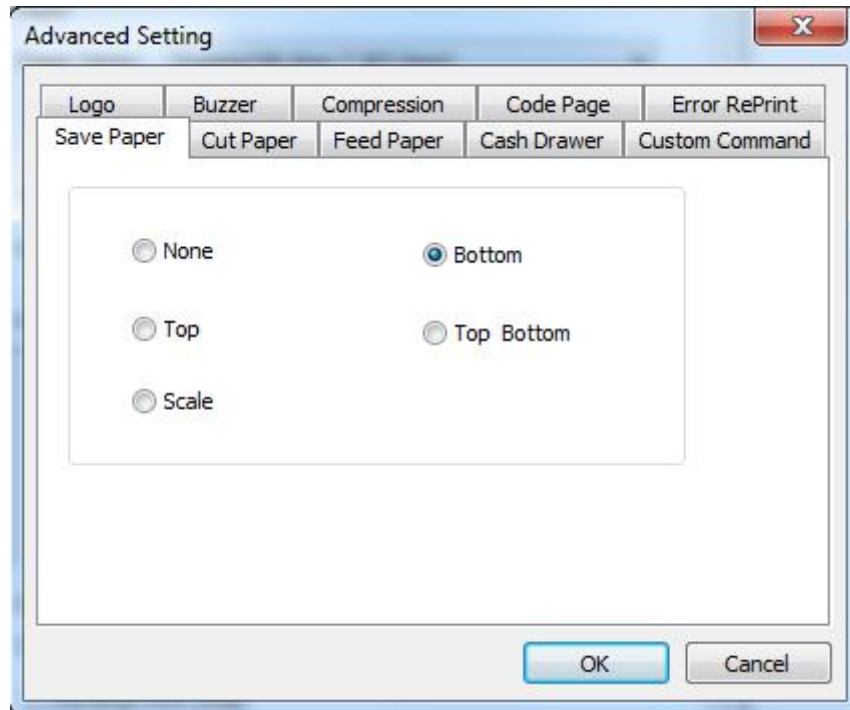 Advanced Setting
Logo Buzzer Compression Code Page Error RePrint
Save Paper Cut Paper Feed Paper Cash Drawer Custom Command
None Bottom
Top Top Bottom
Scale
OK Cancel